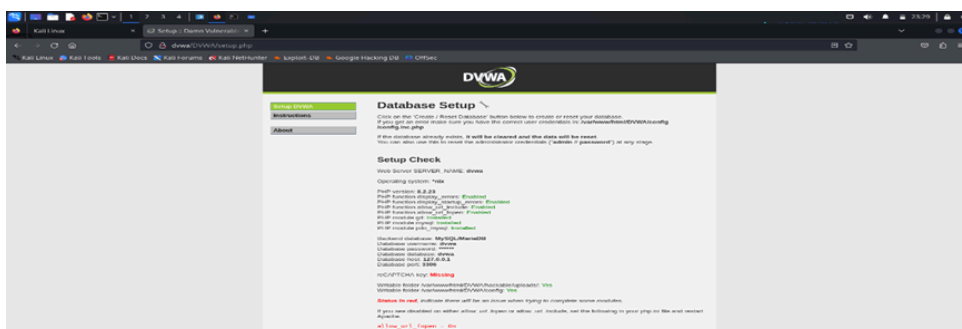 1 2 3 4
23:29
Kali Linux
Setup :: Damn Vulnerable
dvwa/DVWA/setup.php
Kali Linux Kali Tools Kali Docs Kali Forums Kali NetHunter Exploit-DB Google Hacking DB OffSec
DVWA
Setup DVWA
Instructions
About
Database Setup
Click on the 'Create / Reset Database' button below to create or reset your database.
If you get an error make sure you have the correct user credentials in: /var/www/html/DVWA/config
/config.inc.php
If the database already exists, it will be cleared and the data will be reset.
You can also use this to reset the administrator credentials ("admin // password") at any stage.
Setup Check
Web Server SERVER_NAME: dvwa
Operating system: *nix
PHP version: 8.2.23
PHP function display_errors: Enabled
PHP function display_startup_errors: Enabled
PHP function allow_url_include: Enabled
PHP function allow_url_fopen: Enabled
PHP module gd: Installed
PHP module mysql: Installed
PHP module pdo_mysql: Installed
Backend database: MySQL/MariaDB
Database username: dvwa
Database password: ******
Database database: dvwa
Database host: 127.0.0.1
Database port: 3306
reCAPTCHA key: Missing
Writable folder /var/www/html/DVWA/hackable/uploads/: Yes
Writable folder /var/www/html/DVWA/config: Yes
Status in red, indicate there will be an issue when trying to complete some modules.
If you see disabled on either allow_url_fopen or allow_url_include, set the following in your php.ini file and restart
Apache.
allow_url_fopen = On